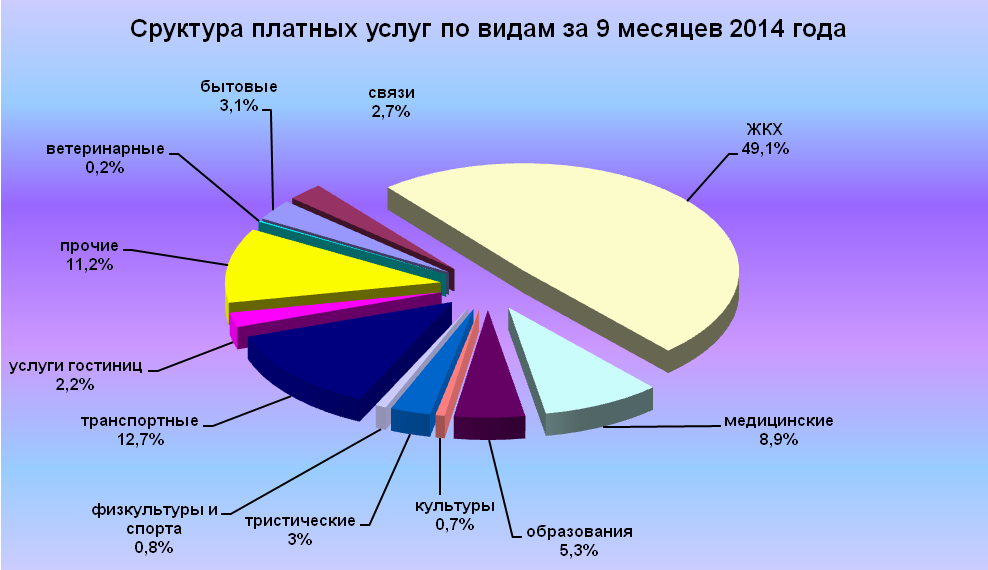 Сруктура платных услуг по видам за 9 месяцев 2014 года
бытовые
3,1%
связи
2,7%
ЖКХ
49,1%
ветеринарные
0,2%
прочие
11,2%
услуги гостиниц
2,2%
транспортные
12,7%
медицинские
8,9%
физкультуры и
спорта
0,8%
тристические
3%
культуры
0,7%
образования
5,3%